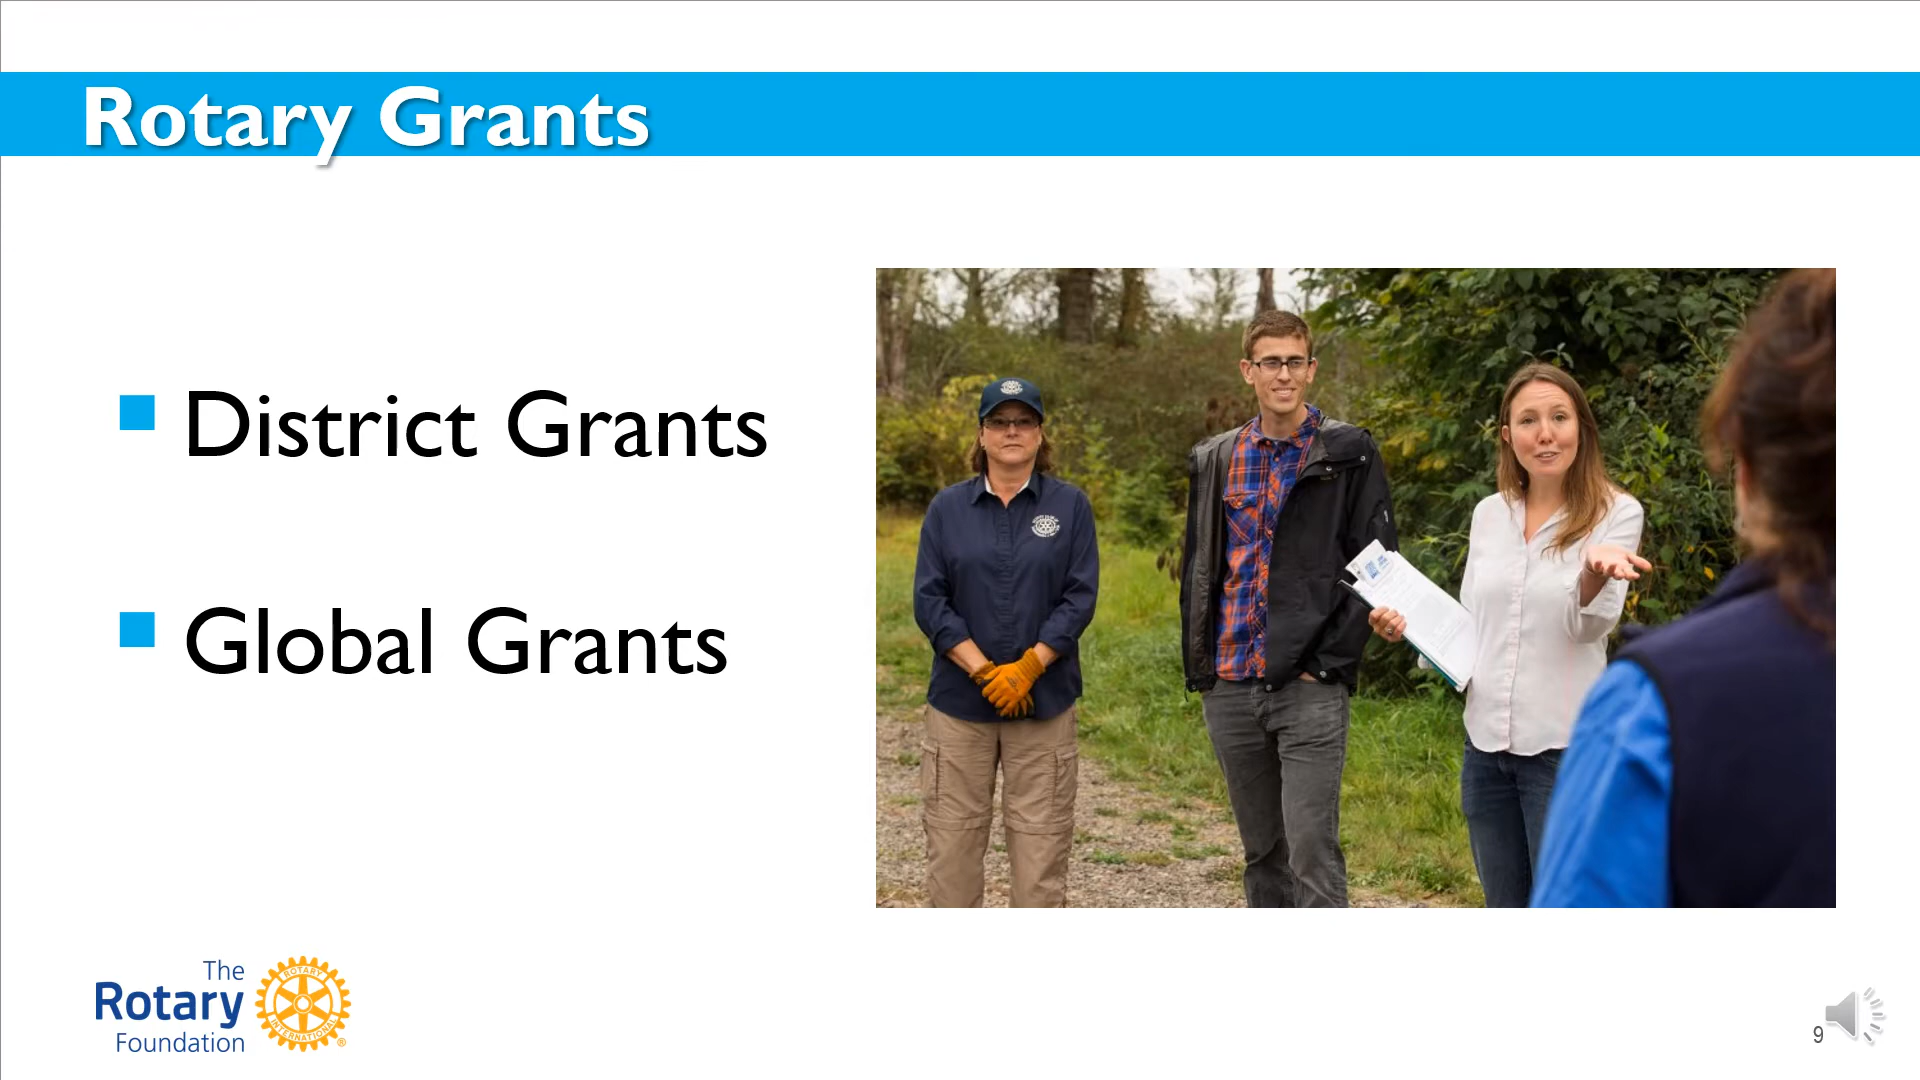 Rotary Grants
District Grants
Global Grants
The
Rotary
Foundation
ROTARY
INTERNATIONAL
®
9